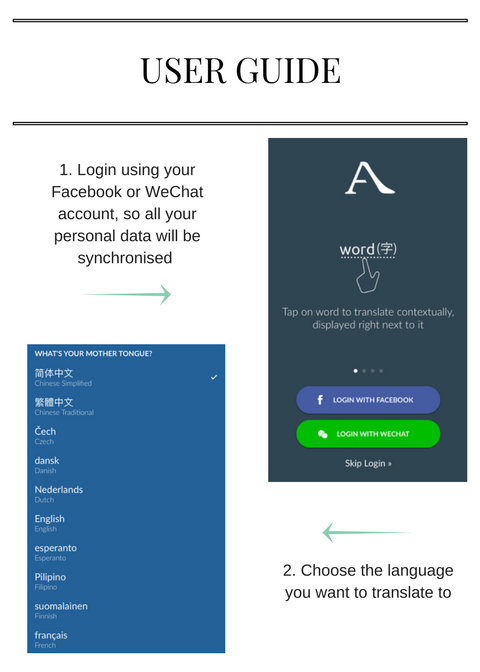 USER GUIDE
1. Login using your
Facebook or WeChat
account, so all your
personal data will be
synchronised
word(字)
Tap on word to translate contextually,
displayed right next to it
f LOGIN WITH FACEBOOK
LOGIN WITH WECHAT
Skip Login »
WHAT'S YOUR MOTHER TONGUE?
简体中文
Chinese Simplified
繁體中文
Chinese Traditional
Čech
Czech
dansk
Danish
Nederlands
Dutch
English
English
esperanto
Esperanto
Pilipino
Filipino
suomalainen
Finnish
français
French
2. Choose the language
you want to translate to